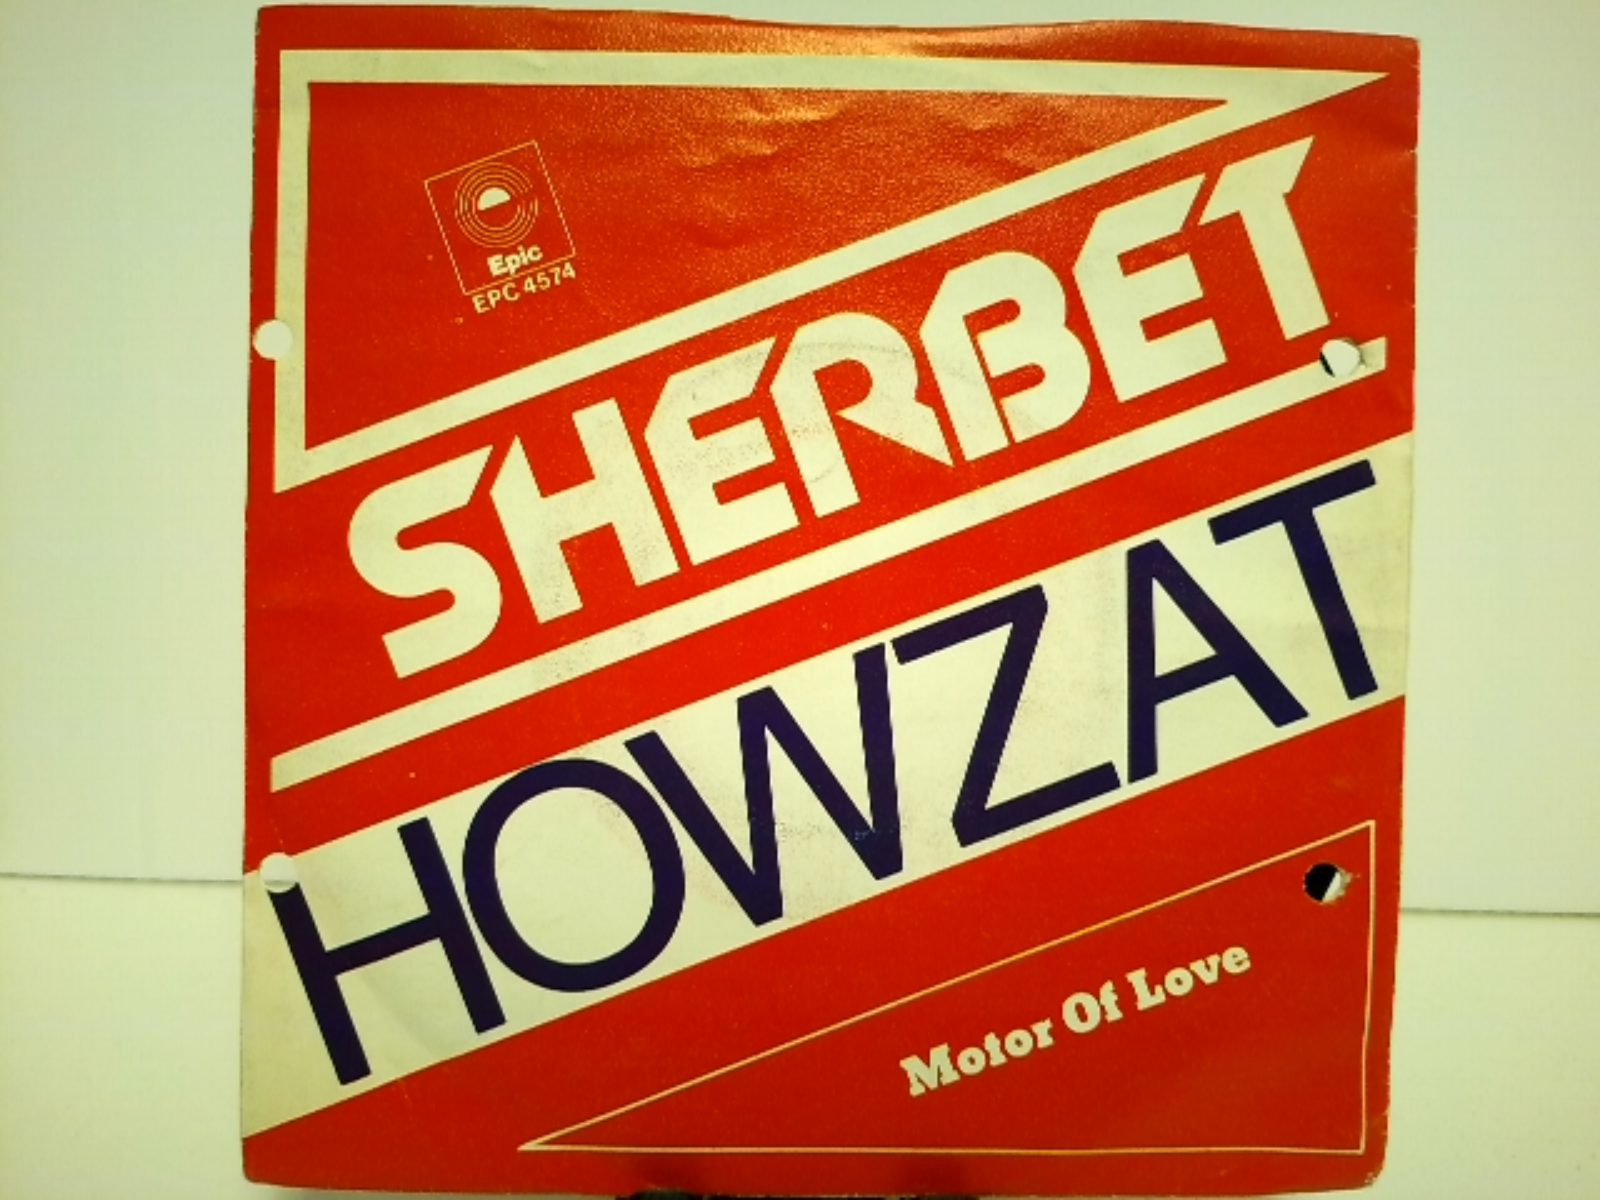 Epic
EPC 4574
SHERBET
HOWZAT
Motor Of Love